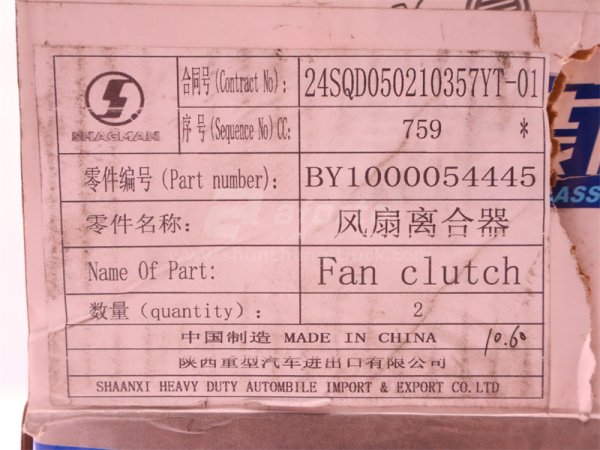 SHACMAN
合同号(Contract No): 24SQD050210357YT-01
序号(Sequence No)CC: 759 *
零件编号(Part number): BY1000054445
零件名称: 风扇离合器
Name Of Part: Fan clutch
数量(quantity): 2
中国制造 MADE IN CHINA
10.60
陕西重型汽车进出口有限公司
SHAANXI HEAVY DUTY AUTOMBILE IMPORT & EXPORT CO.LTD
LASS